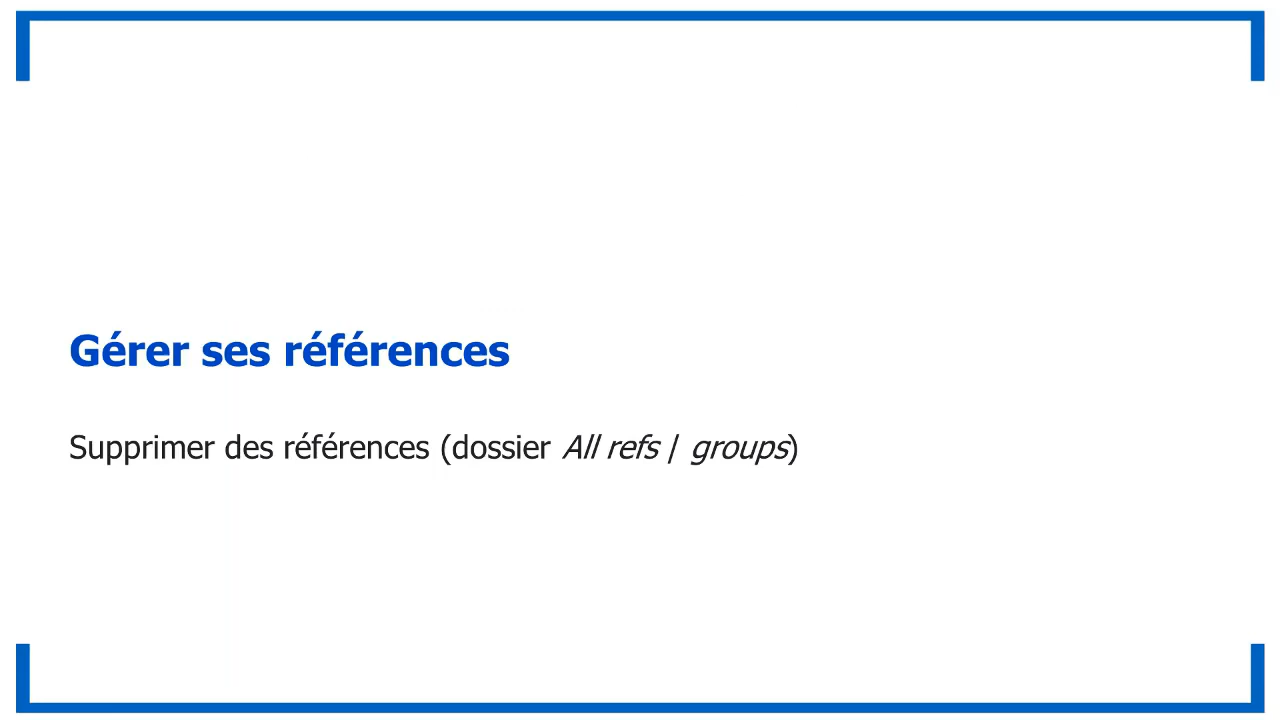 Gérer ses références
Supprimer des références (dossier All refs | groups)